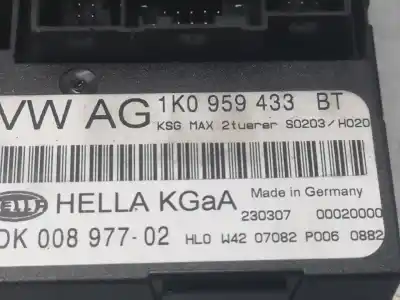 VW AG 1K0 959 433 BT
KSG MAX 2tuerer S0203/H020
HELLA KGaA Made in Germany
230307 00020000
DK 008 977-02 HLO W42 07082 P006 0882